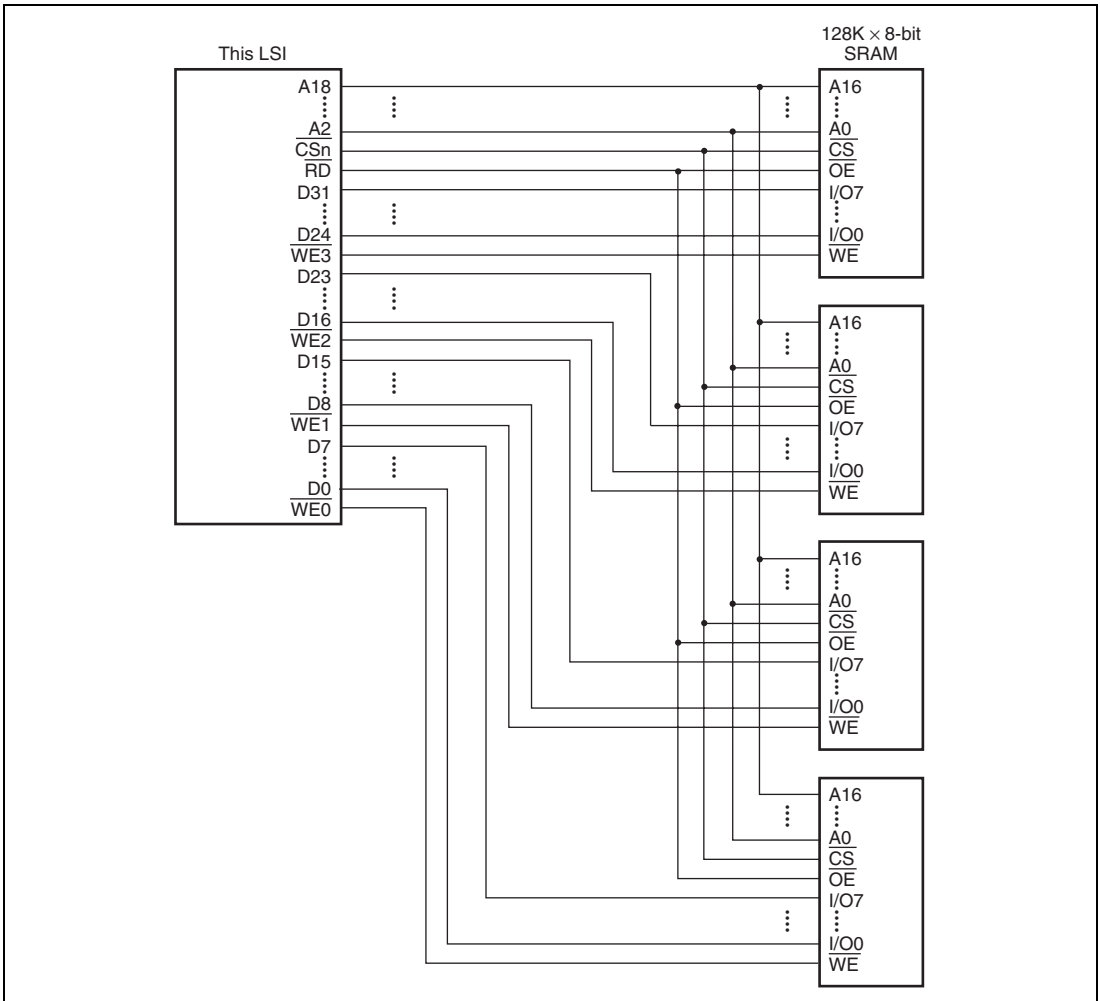 This LSI
A18
A2
CSn
RD
D31
D24
WE3
D23
D16
WE2
D15
D8
WE1
D7
D0
WE0
128K × 8-bit
SRAM
A16
A0
CS
OE
I/O7
I/O0
WE
A16
A0
CS
OE
I/O7
I/O0
WE
A16
A0
CS
OE
I/O7
I/O0
WE
A16
A0
CS
OE
I/O7
I/O0
WE